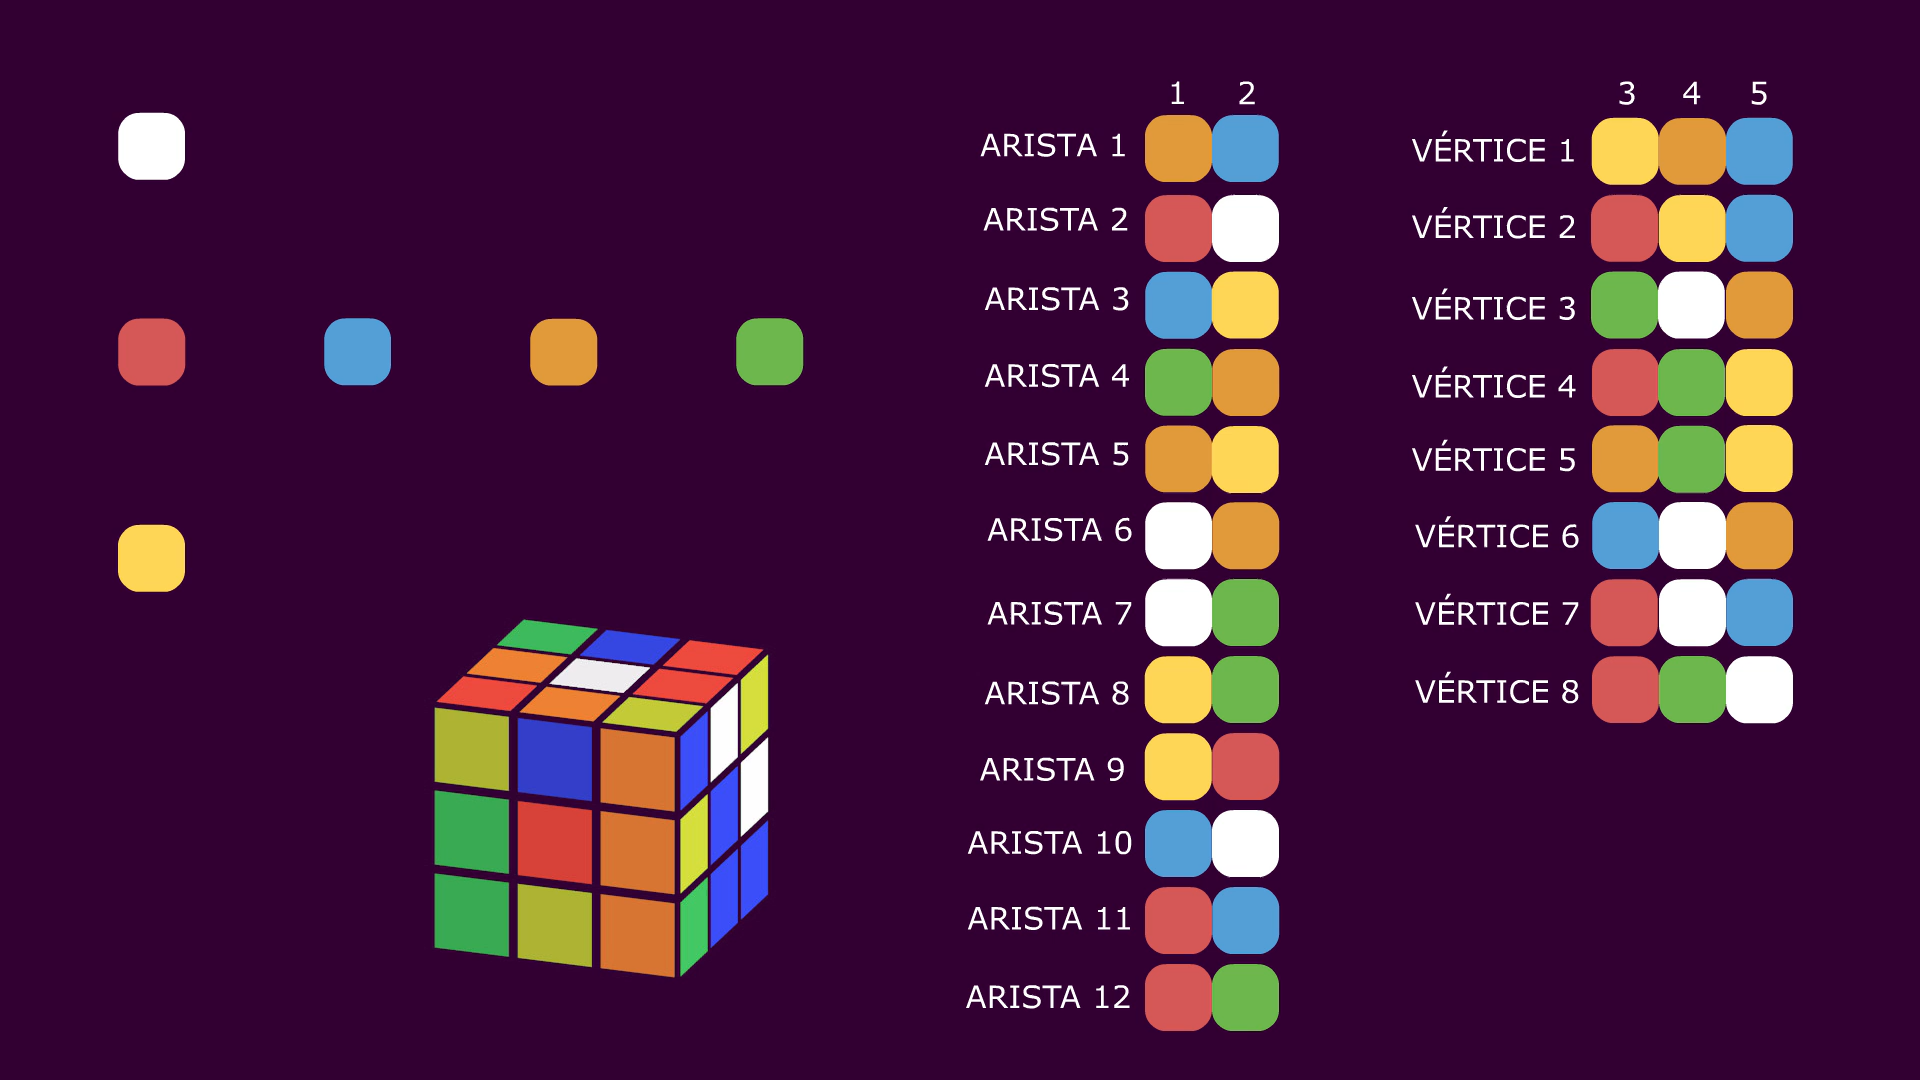 1 2
ARISTA 1
ARISTA 2
ARISTA 3
ARISTA 4
ARISTA 5
ARISTA 6
ARISTA 7
ARISTA 8
ARISTA 9
ARISTA 10
ARISTA 11
ARISTA 12
3 4 5
VÉRTICE 1
VÉRTICE 2
VÉRTICE 3
VÉRTICE 4
VÉRTICE 5
VÉRTICE 6
VÉRTICE 7
VÉRTICE 8